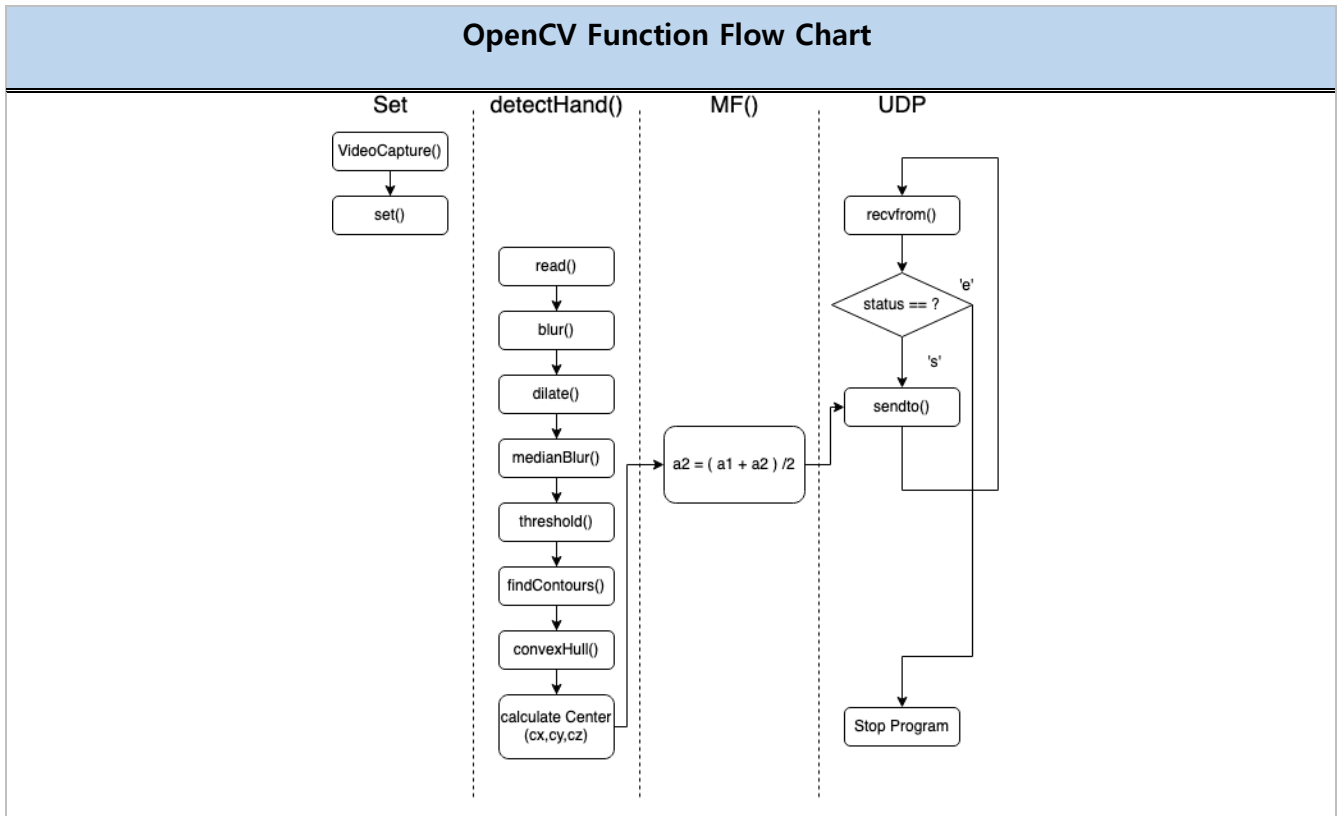 OpenCV Function Flow Chart
Set
detectHand()
MF()
UDP
VideoCapture()
set()
read()
blur()
dilate()
medianBlur()
threshold()
findContours()
convexHull()
calculate Center
(cx,cy,cz)
a2 = ( a1 + a2 ) /2
recvfrom()
status == ?
'e'
's'
sendto()
Stop Program